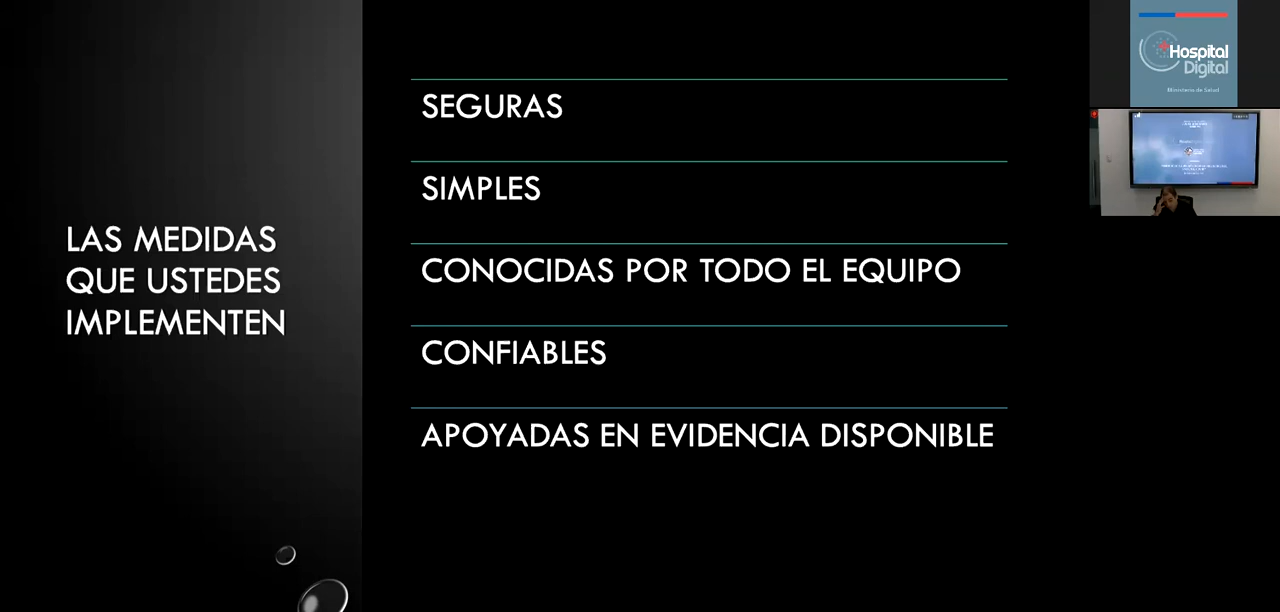 LAS MEDIDAS
QUE USTEDES
IMPLEMENTEN
SEGURAS
SIMPLES
CONOCIDAS POR TODO EL EQUIPO
CONFIABLES
APOYADAS EN EVIDENCIA DISPONIBLE
Hospital
Digital
Ministerio de Salud